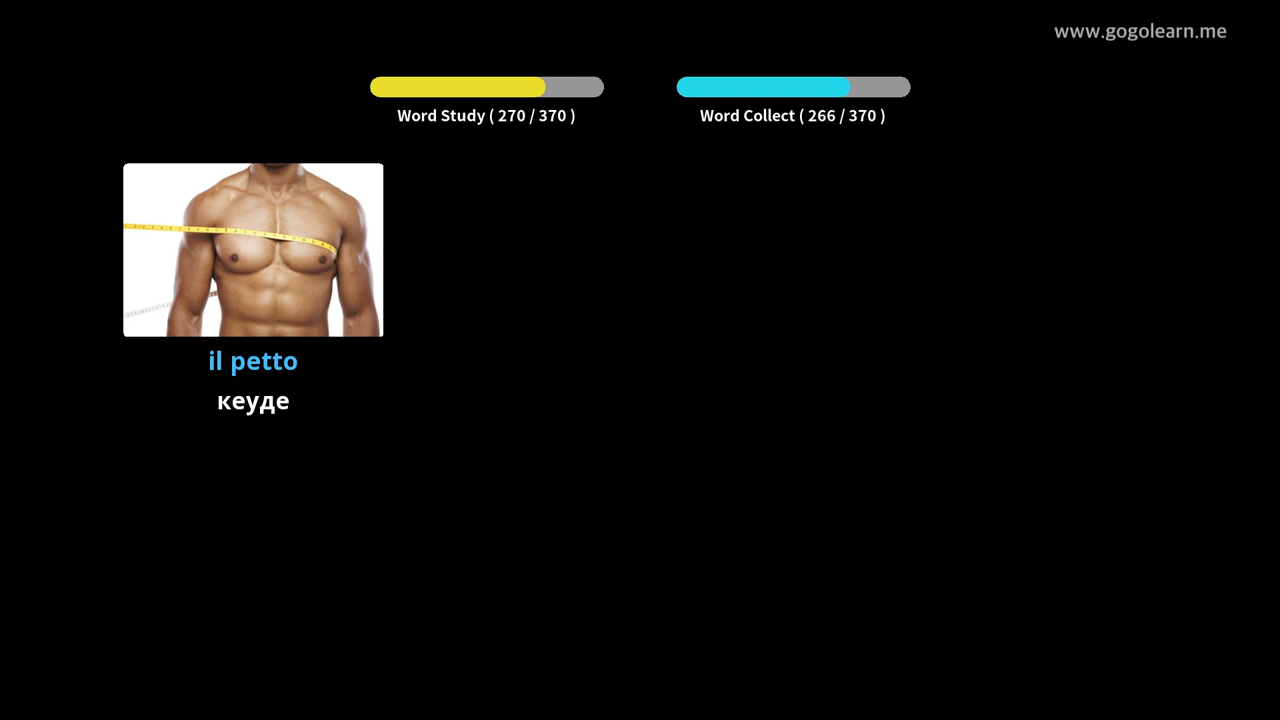 www.gogolearn.me
Word Study ( 270 / 370 )
Word Collect ( 266 / 370 )
il petto
кеуде